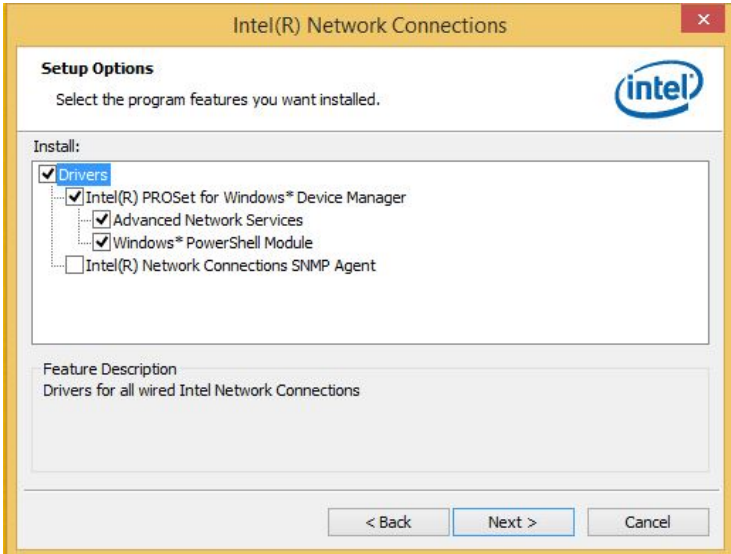 Intel(R) Network Connections
Setup Options
Select the program features you want installed.
intel
Install:
Drivers
Intel(R) PROSet for Windows* Device Manager
Advanced Network Services
Windows* PowerShell Module
Intel(R) Network Connections SNMP Agent
Feature Description
Drivers for all wired Intel Network Connections
< Back Next > Cancel